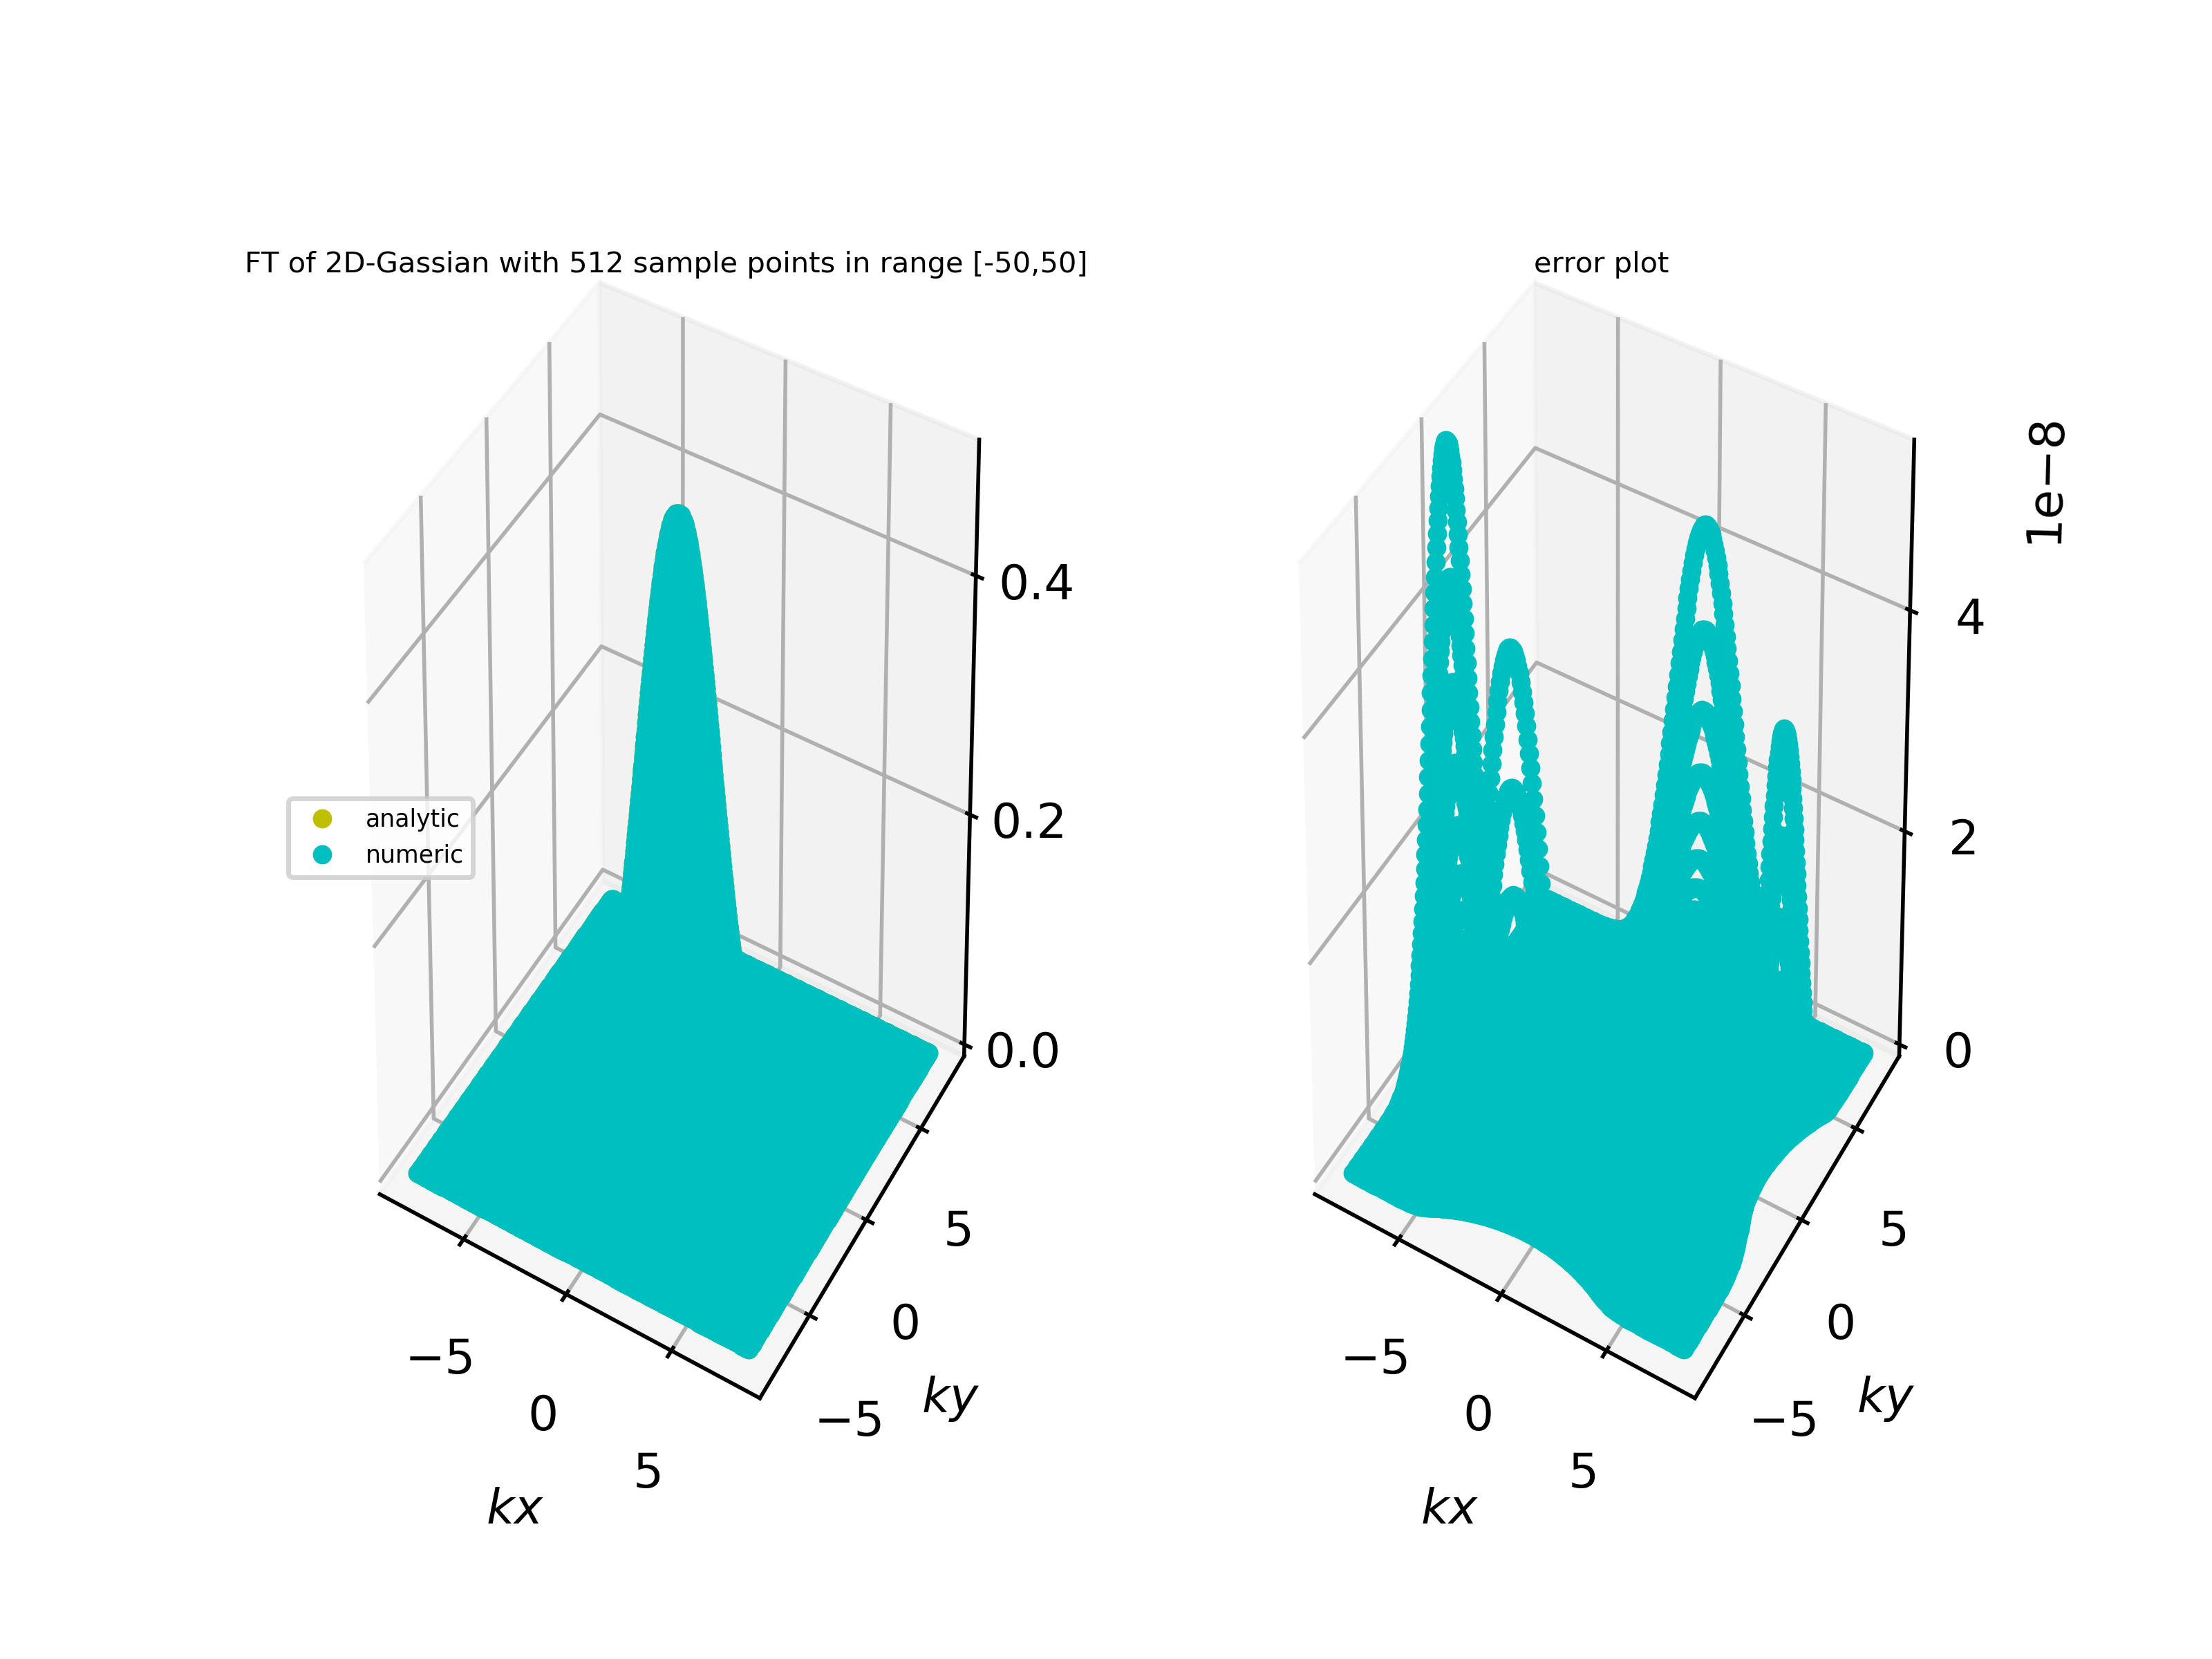 FT of 2D-Gassian with 512 sample points in range [-50,50]
analytic
numeric
0.4
0.2
0.0
−5
0
5
kx
−5
0
5
ky
error plot
1e−8
4
2
0
−5
0
5
kx
−5
0
5
ky